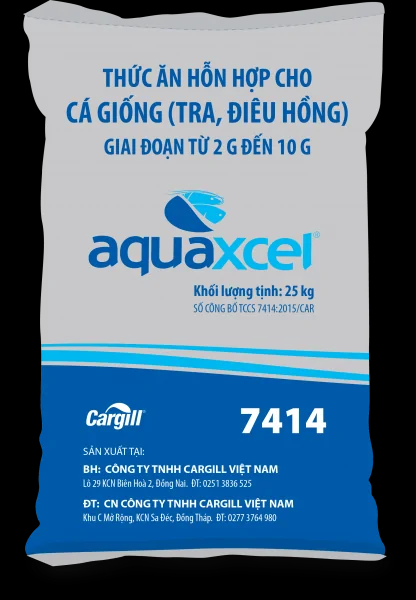 THỨC ĂN HỖN HỢP CHO
CÁ GIỐNG (TRA, ĐIÊU HỒNG)
GIAI ĐOẠN TỪ 2 G ĐẾN 10 G
aquaxcel®
Khối lượng tịnh: 25 kg
SỐ CÔNG BỐ TCCS 7414:2015/CAR
Cargill® 7414
SẢN XUẤT TẠI:
BH: CÔNG TY TNHH CARGILL VIỆT NAM
Lô 29 KCN Biên Hoà 2, Đồng Nai. ĐT: 0251 3836 525
ĐT: CN CÔNG TY TNHH CARGILL VIỆT NAM
Khu C Mở Rộng, KCN Sa Đéc, Đồng Tháp. ĐT: 0277 3764 980